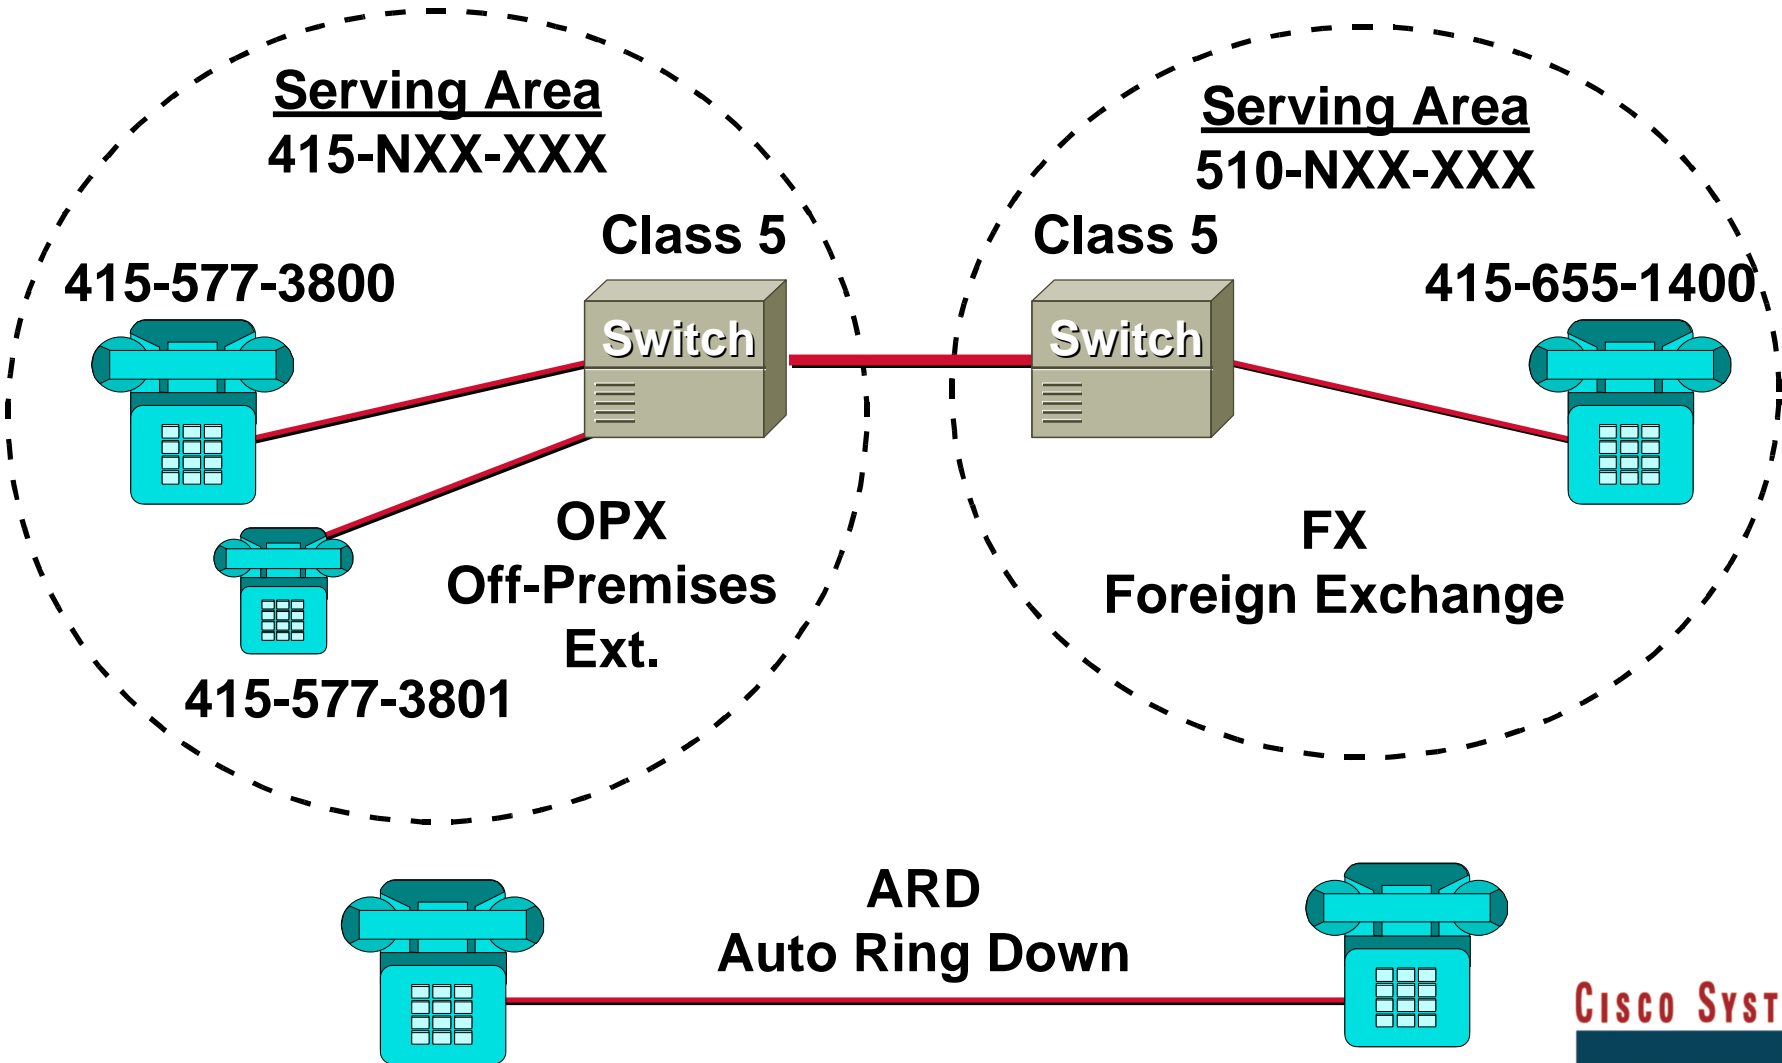 Serving Area
415-NXX-XXX
Serving Area
510-NXX-XXX
Class 5
Class 5
415-577-3800
415-655-1400
Switch
Switch
OPX
Off-Premises
Ext.
FX
Foreign Exchange
415-577-3801
ARD
Auto Ring Down
CISCO SYST